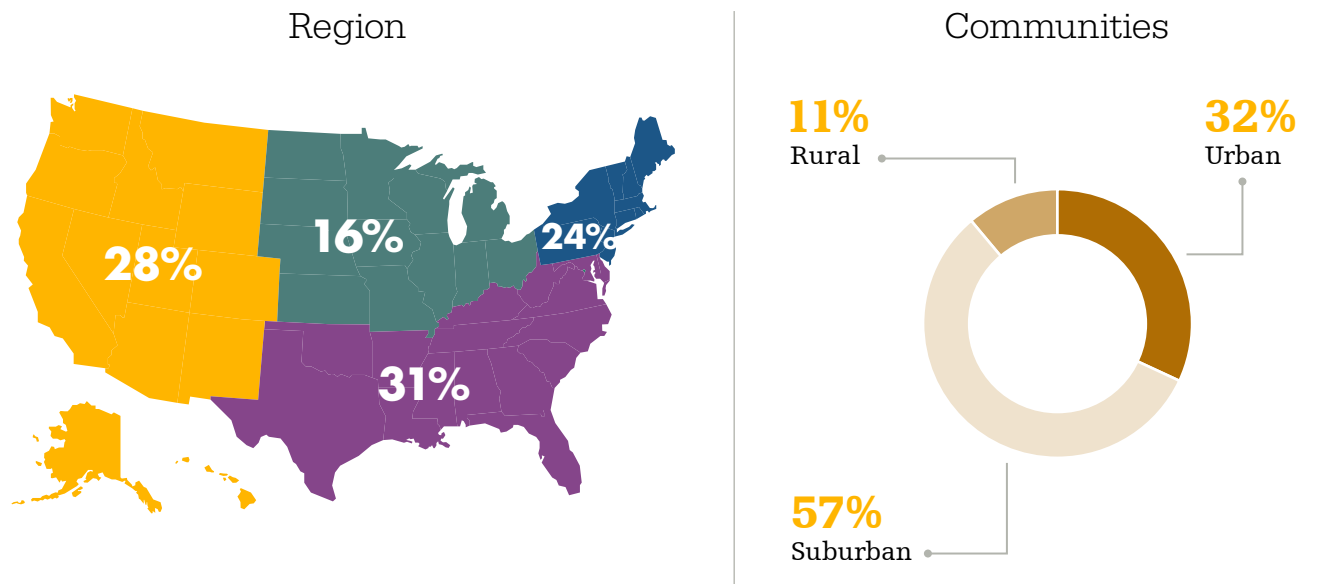 Region
28%
16%
24%
31%
Communities
11%
Rural
32%
Urban
57%
Suburban